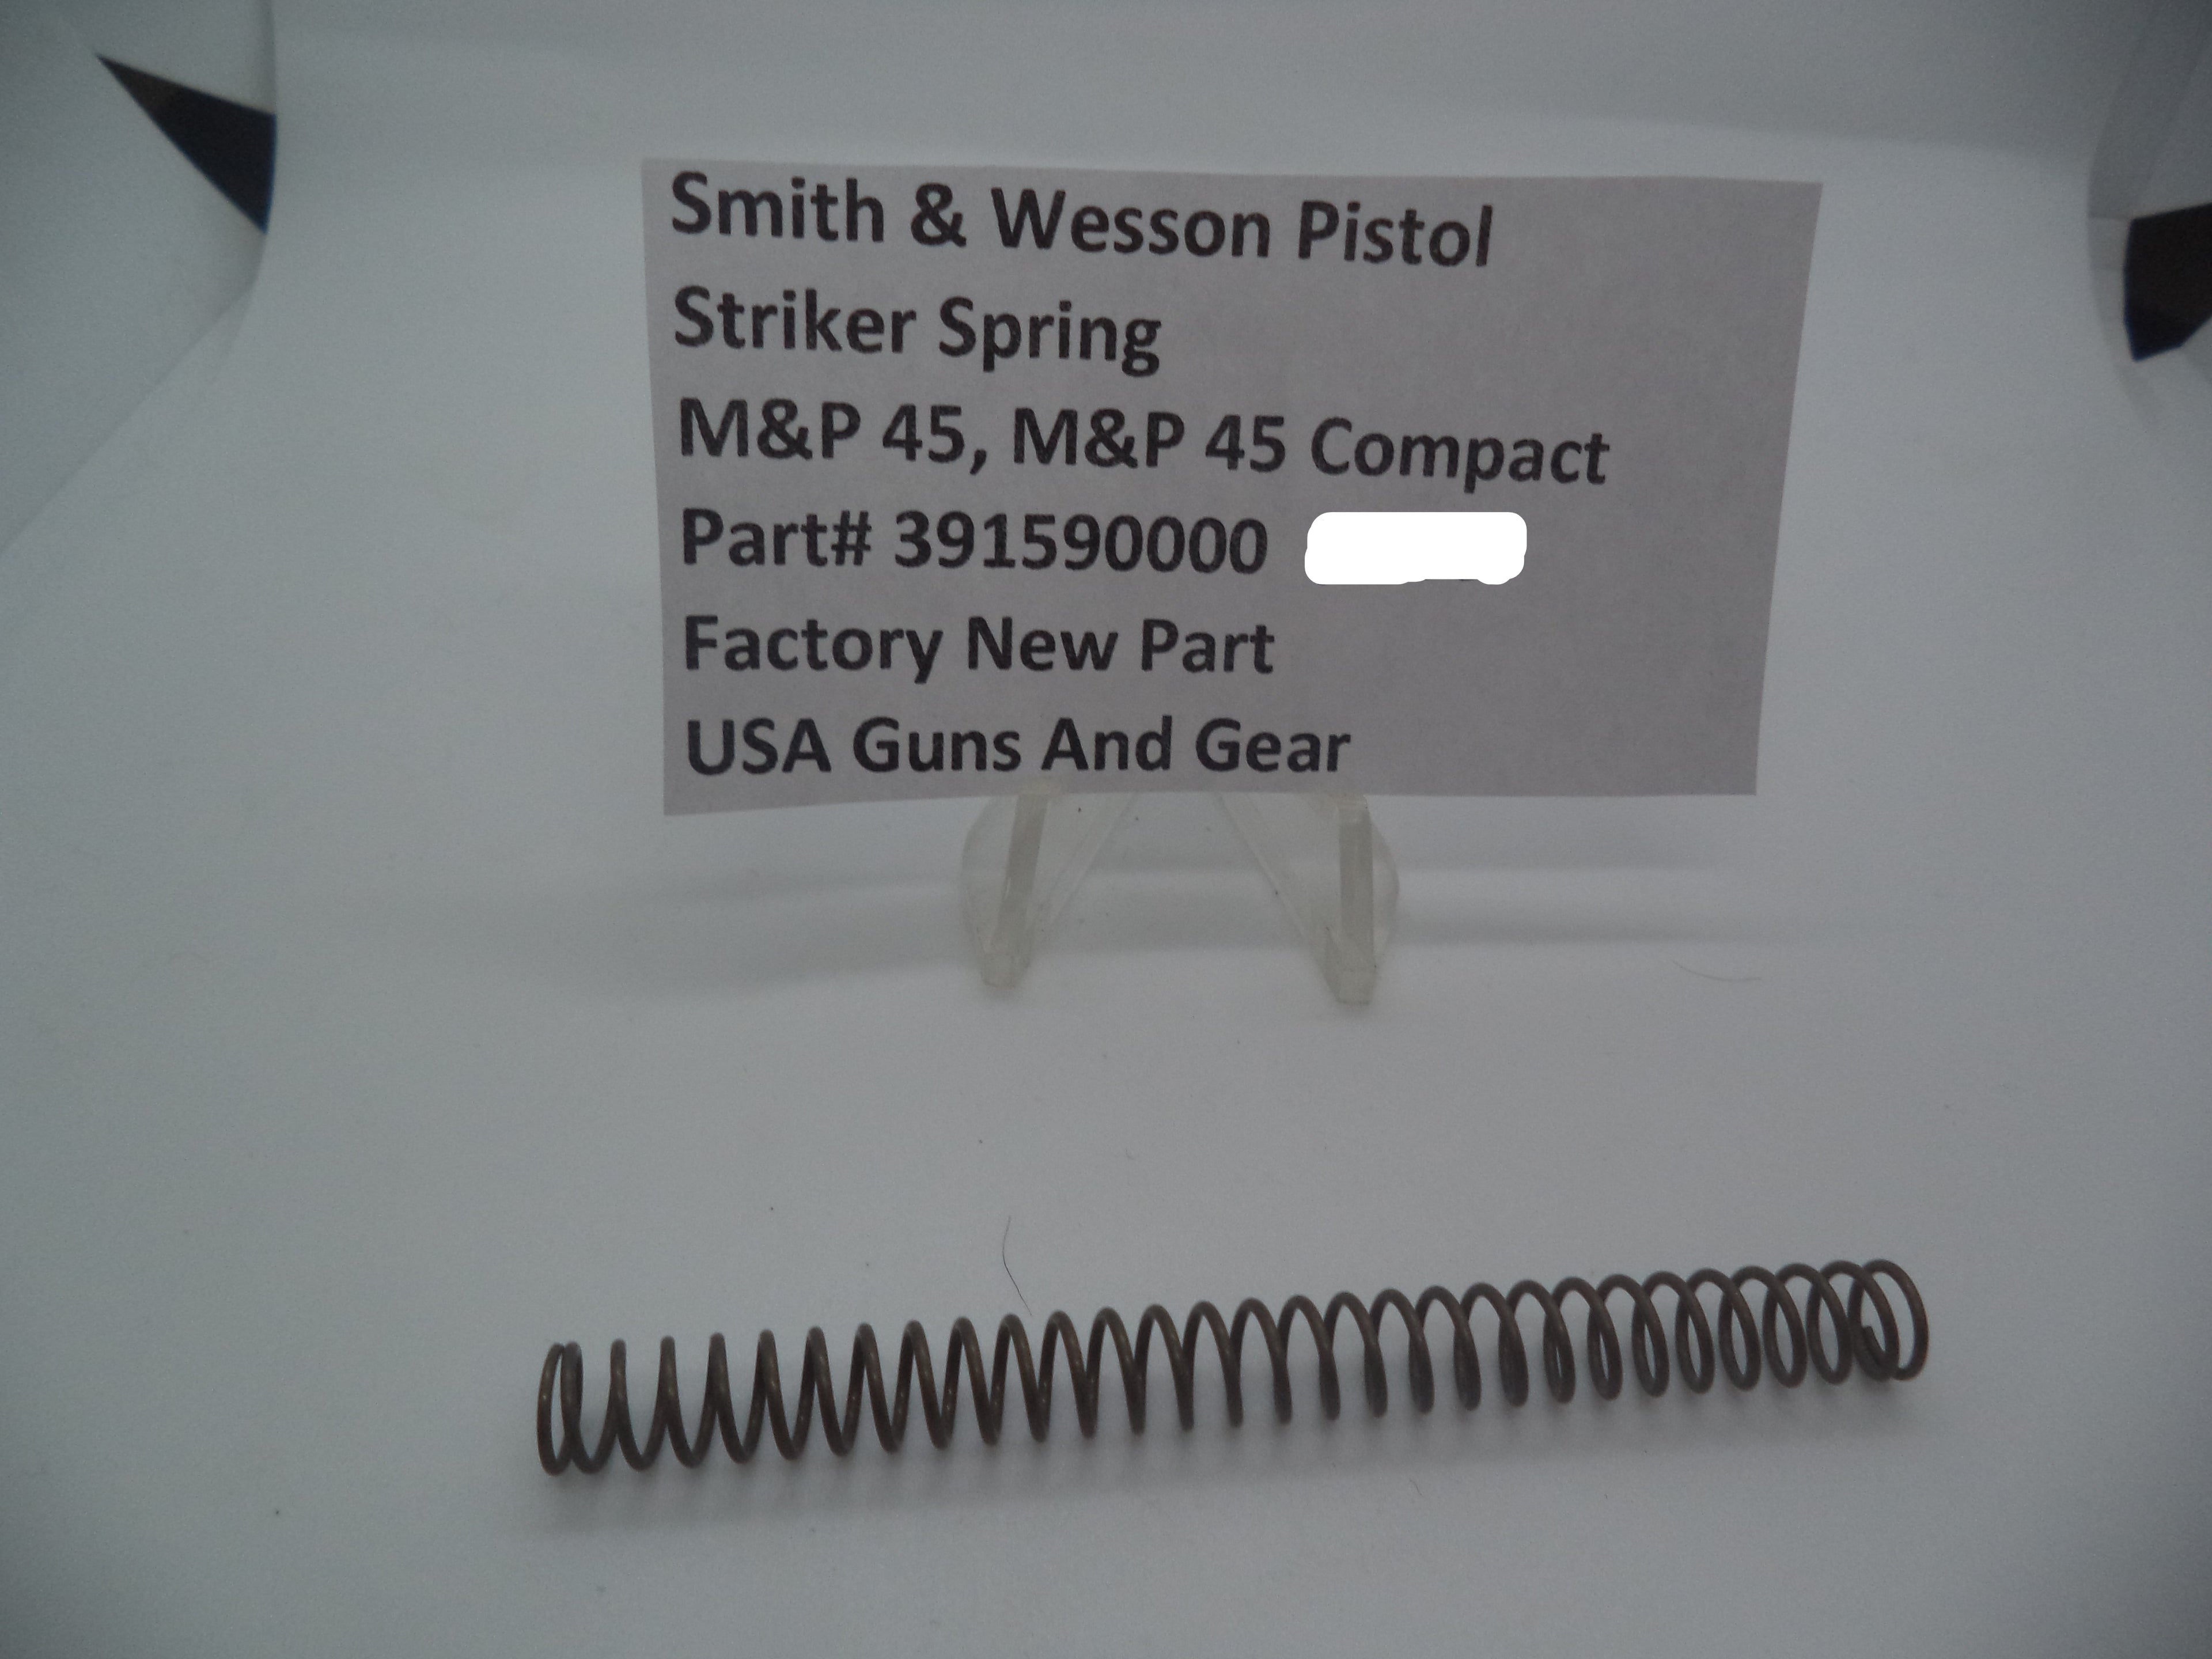 Smith & Wesson Pistol
Striker Spring
M&P 45, M&P 45 Compact
Part# 391590000
Factory New Part
USA Guns And Gear